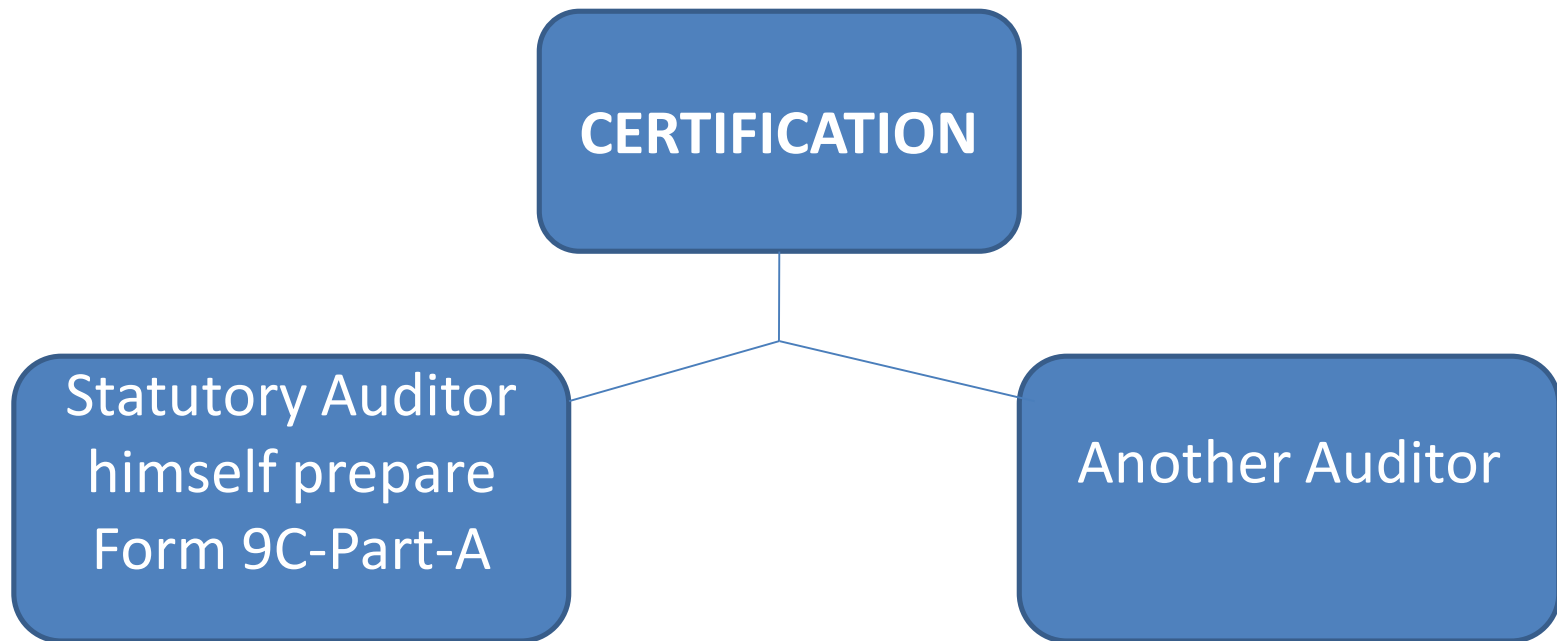 CERTIFICATION
Statutory Auditor
himself prepare
Form 9C-Part-A
Another Auditor